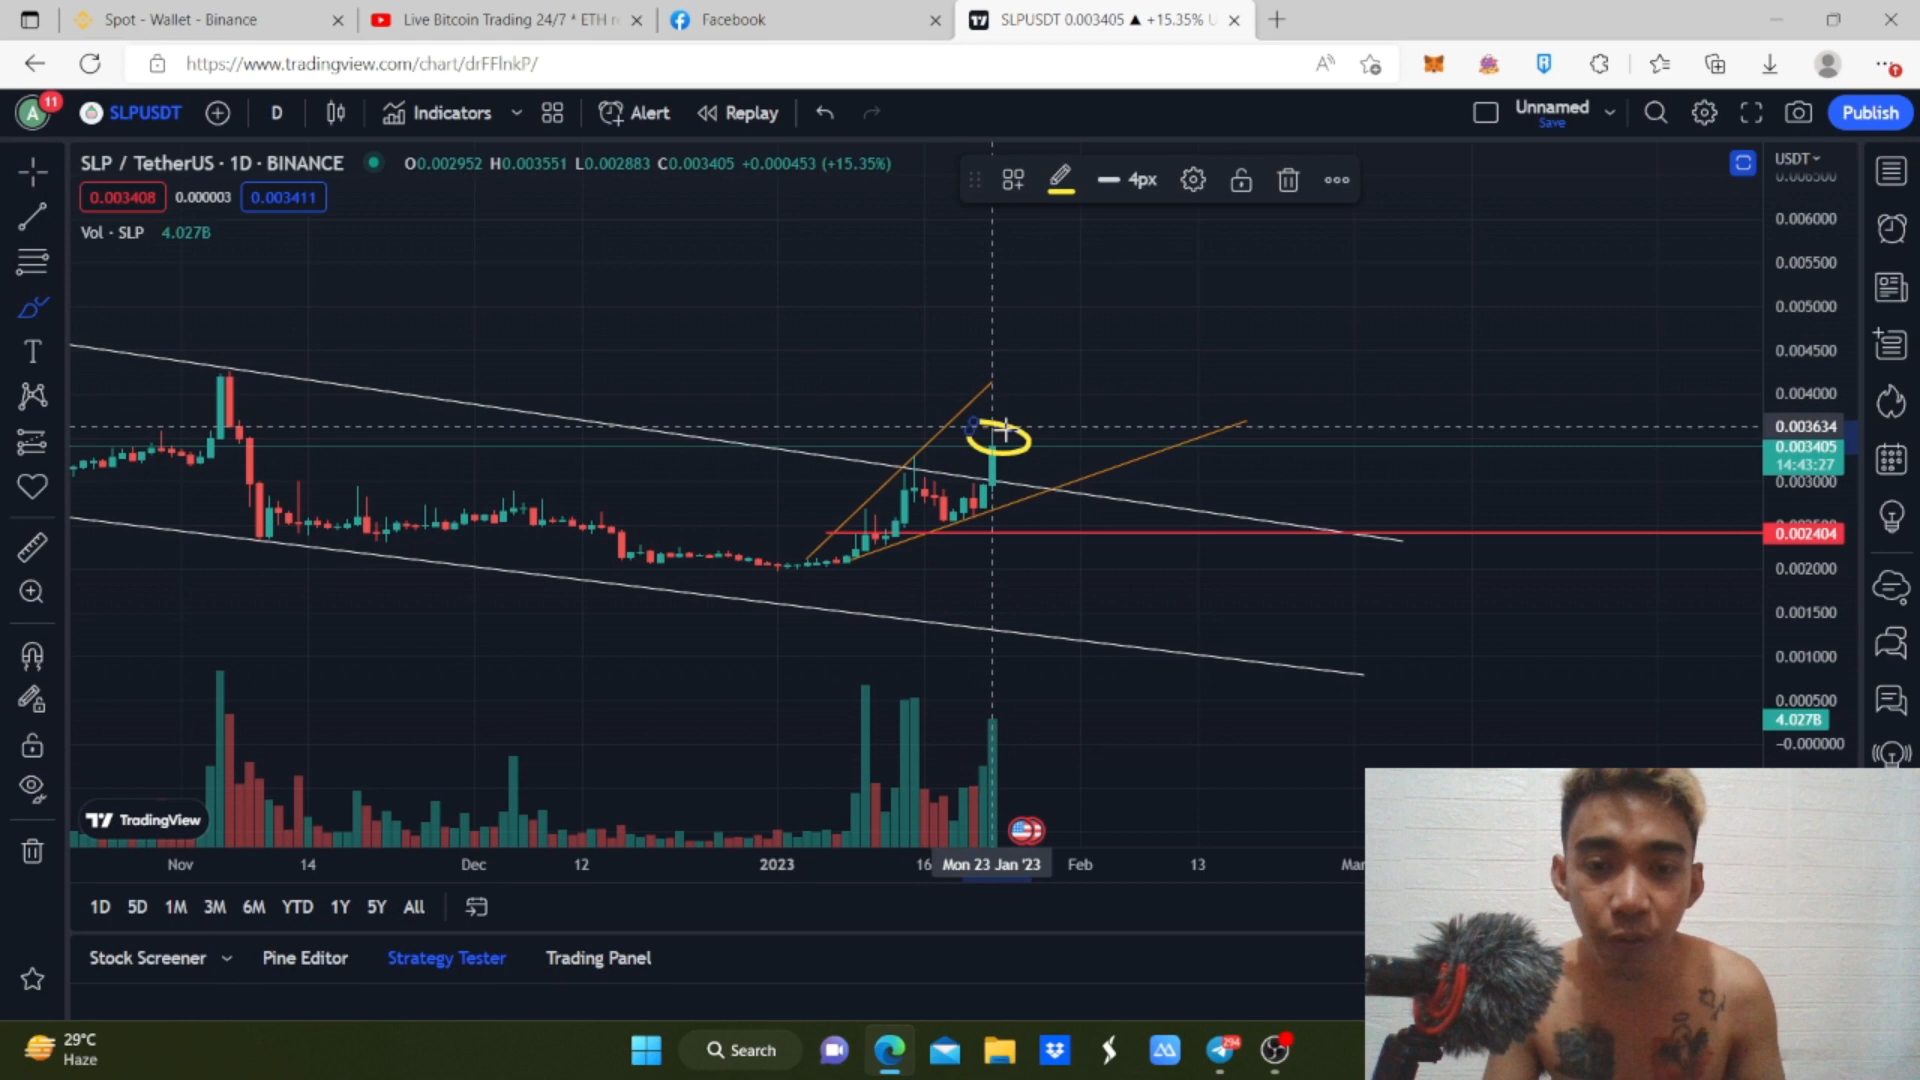 Spot - Wallet - Binance
Live Bitcoin Trading 24/7 * ETH
Facebook
SLPUSDT 0.003405 ▲ +15.35% U
https://www.tradingview.com/chart/drFFlnkP/
A 11 SLPUSDT D Indicators Alert Replay Unnamed Save Publish
SLP / TetherUS · 1D · BINANCE O0.002952 H0.003551 L0.002883 C0.003405 +0.000453 (+15.35%)
0.003408 0.000003 0.003411
Vol · SLP 4.027B
4px
USDT
0.006500
0.006000
0.005500
0.005000
0.004500
0.004000
0.003634
0.003405
14:43:27
0.003000
0.002404
0.002000
0.001500
0.001000
0.000500
4.027B
−0.000000
TradingView
Nov 14 Dec 12 2023 16 Mon 23 Jan '23 Feb 13 Mar
1D 5D 1M 3M 6M YTD 1Y 5Y All
Stock Screener Pine Editor Strategy Tester Trading Panel
29°C
Haze
Search
294